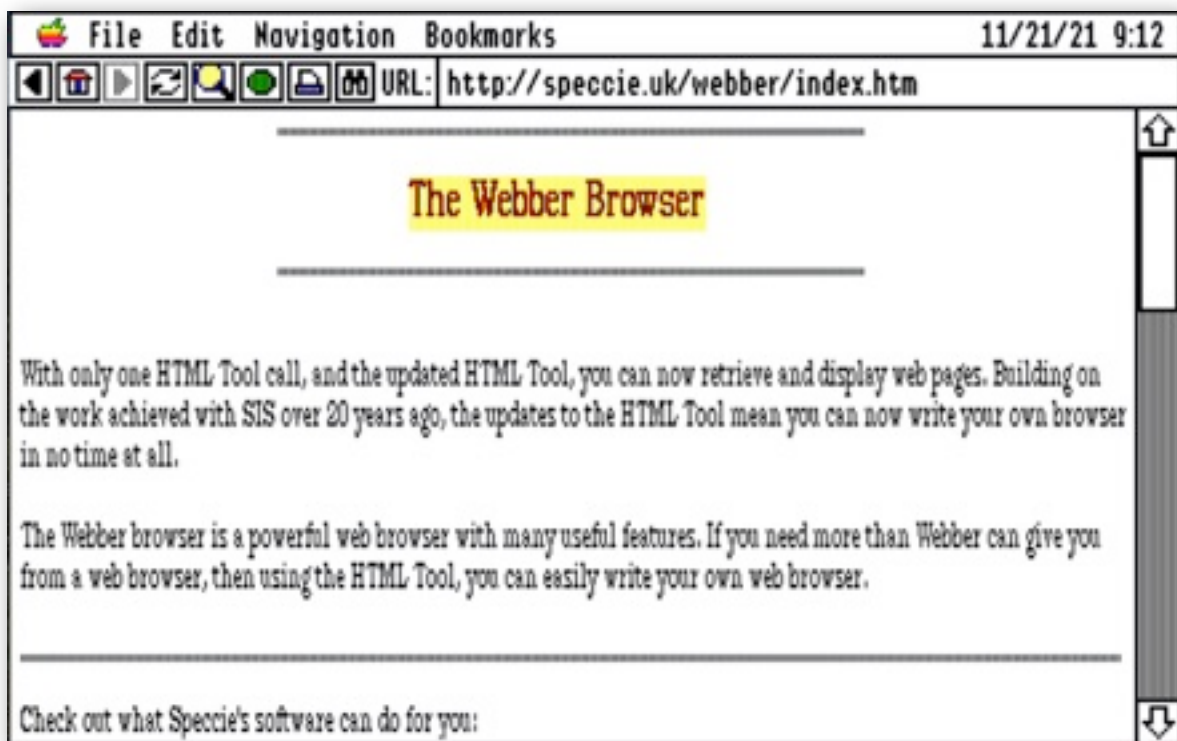 File Edit Navigation Bookmarks 11/21/21 9:12
URL: http://speccie.uk/webber/index.htm
The Webber Browser
With only one HTML Tool call, and the updated HTML Tool, you can now retrieve and display web pages. Building on
the work achieved with SIS over 20 years ago, the updates to the HTML Tool mean you can now write your own browser
in no time at all.
The Webber browser is a powerful web browser with many useful features. If you need more than Webber can give you
from a web browser, then using the HTML Tool, you can easily write your own web browser.
Check out what Speccie's software can do for you: